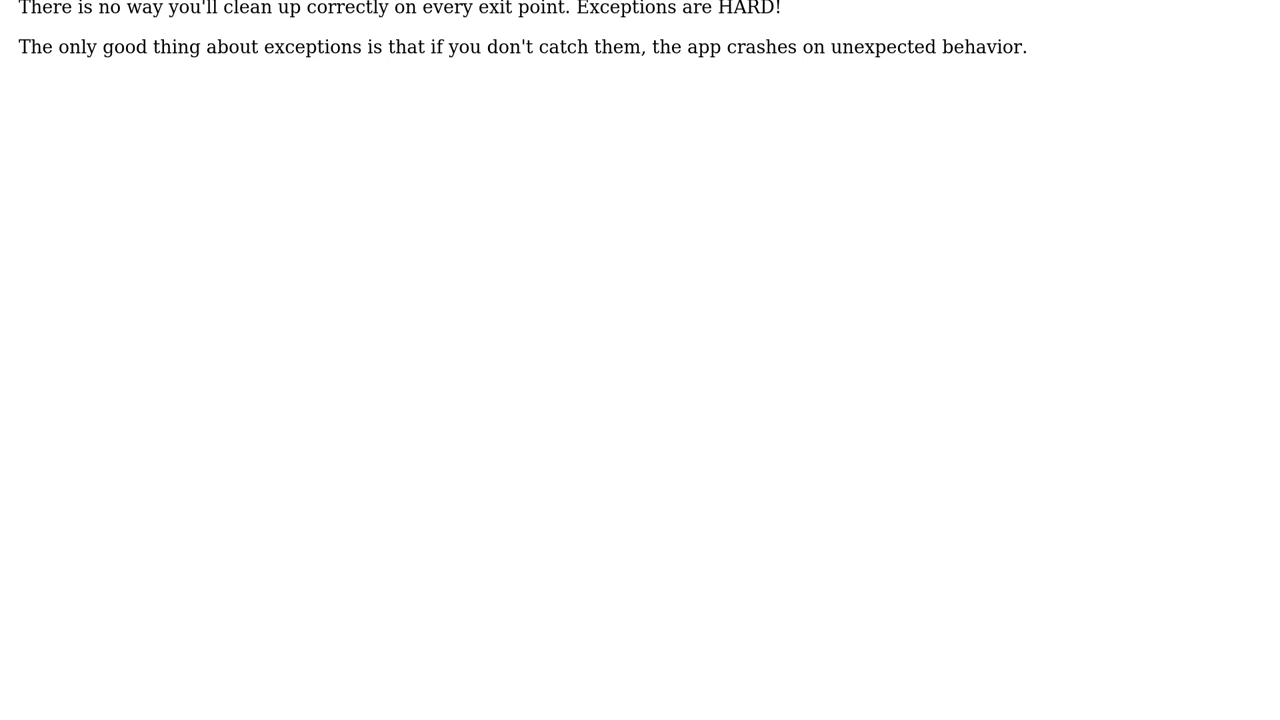 There is no way you'll clean up correctly on every exit point. Exceptions are HARD!
The only good thing about exceptions is that if you don't catch them, the app crashes on unexpected behavior.